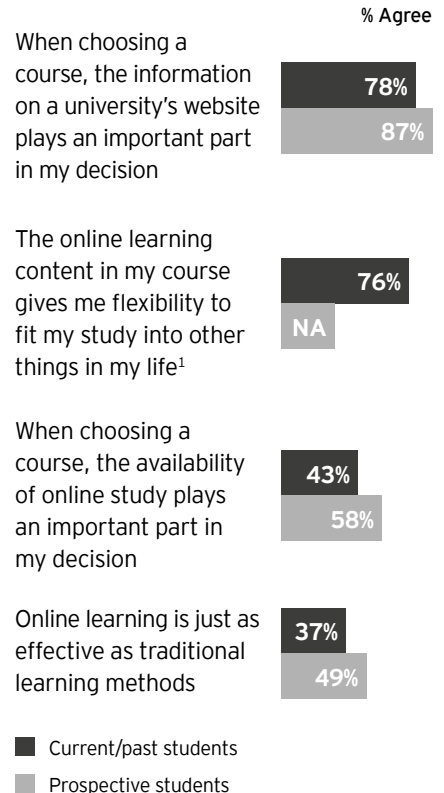 % Agree
When choosing a
course, the information
on a university’s website
plays an important part
in my decision
78%
87%
The online learning
content in my course
gives me flexibility to
fit my study into other
things in my life¹
76%
NA
When choosing a
course, the availability
of online study plays
an important part in
my decision
43%
58%
Online learning is just as
effective as traditional
learning methods
37%
49%
Current/past students
Prospective students